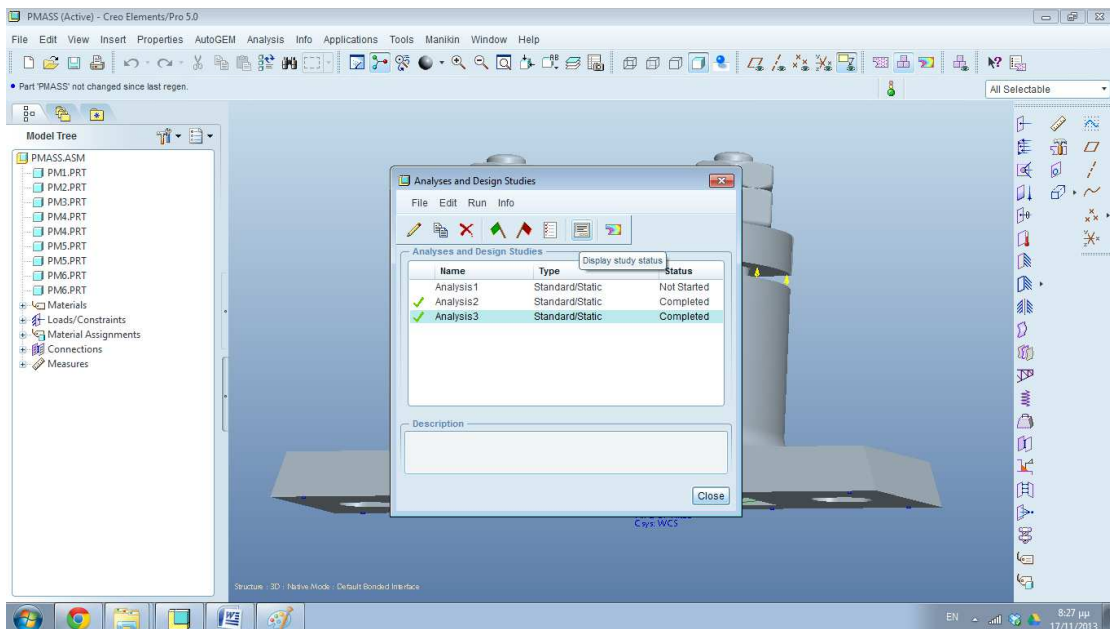 PMASS (Active) - Creo Elements/Pro 5.0
File Edit View Insert Properties AutoGEM Analysis Info Applications Tools Manikin Window Help
Part 'PMASS' not changed since last regen.
All Selectable
Model Tree
PMASS.ASM
PM1.PRT
PM2.PRT
PM3.PRT
PM4.PRT
PM4.PRT
PM5.PRT
PM5.PRT
PM6.PRT
PM6.PRT
Materials
Loads/Constraints
Material Assignments
Connections
Measures
Analyses and Design Studies
File Edit Run Info
Analyses and Design Studies
Display study status
Name Type Status
Analysis1 Standard/Static Not Started
Analysis2 Standard/Static Completed
Analysis3 Standard/Static Completed
Description
Close
Csys: WCS
Structure : 3D : Native Mode : Default Bonded Interface
EN
8:27 μμ
17/11/2013